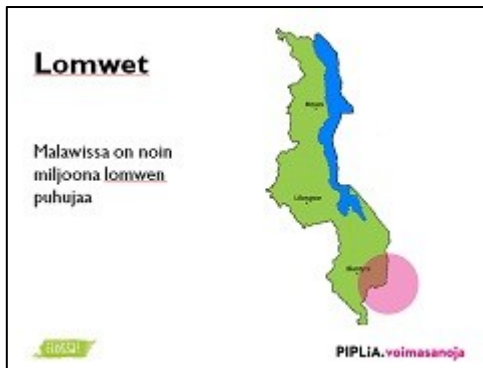 Lomwet
Malawissa on noin
miljoona lomwen
puhujaa
PIPLiA.voimasanoja